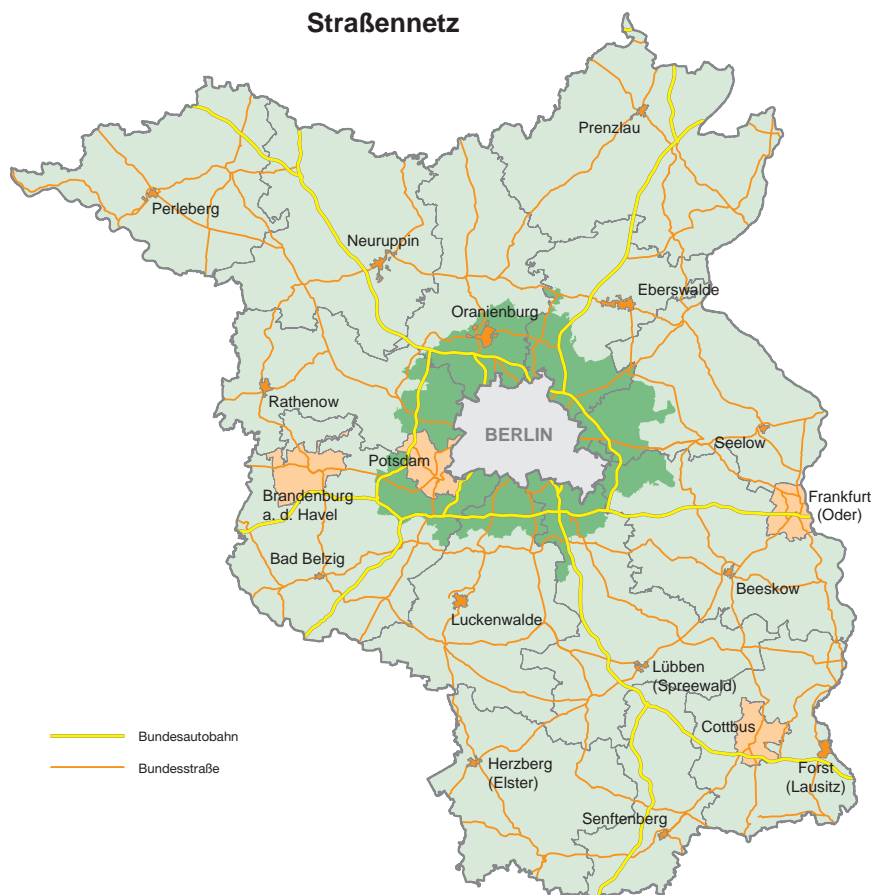 Straßennetz
Prenzlau
Perleberg
Neuruppin
Eberswalde
Oranienburg
Rathenow
BERLIN
Seelow
Potsdam
Brandenburg
a. d. Havel
Frankfurt
(Oder)
Bad Belzig
Beeskow
Luckenwalde
Lübben
(Spreewald)
Cottbus
Bundesautobahn
Bundesstraße
Herzberg
(Elster)
Forst
(Lausitz)
Senftenberg